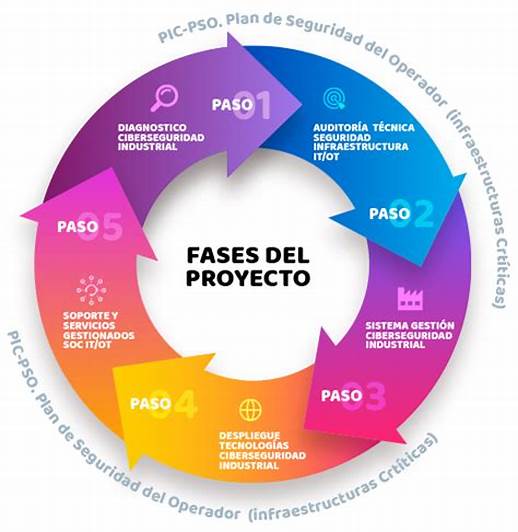 PIC-PSO. Plan de Seguridad del Operador (infraestructuras Crtíticas)
PASO 01
DIAGNOSTICO
CIBERSEGURIDAD
INDUSTRIAL
AUDITORÍA TÉCNICA
SEGURIDAD
INFRAESTRUCTURA
IT/OT
PASO 02
SISTEMA GESTIÓN
CIBERSEGURIDAD
INDUSTRIAL
PASO 03
DESPLIEGUE
TECNOLOGÍAS
CIBERSEGURIDAD
INDUSTRIAL
PASO 04
SOPORTE Y
SERVICIOS
GESTIONADOS
SOC IT/OT
PASO 05
FASES DEL
PROYECTO
PIC-PSO. Plan de Seguridad del Operador (infraestructuras Crtíticas)